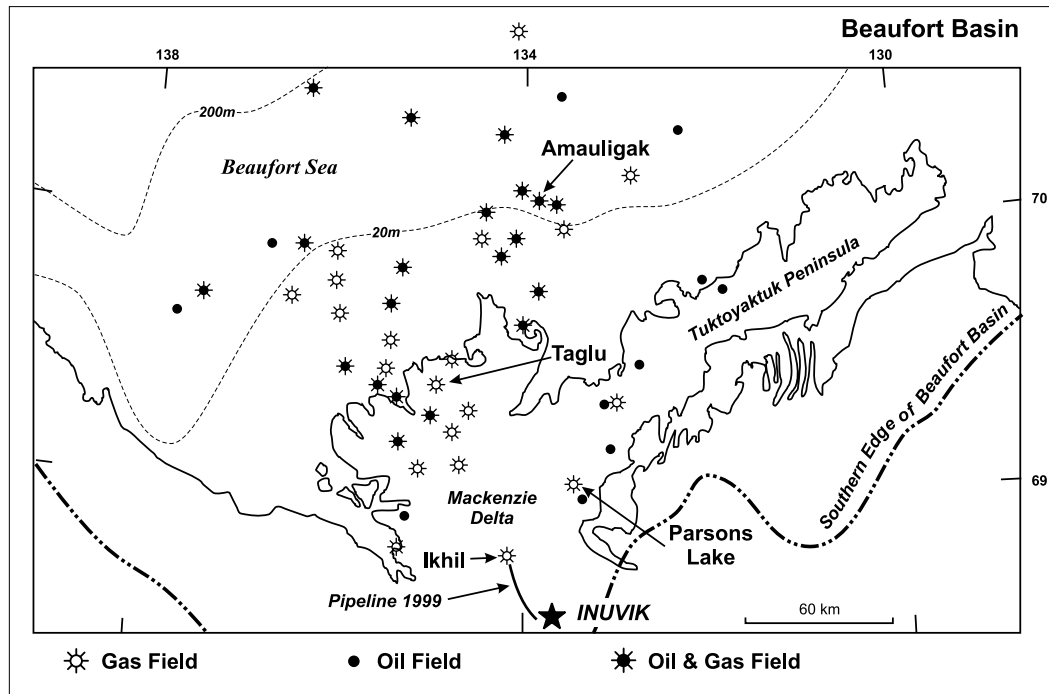 Beaufort Basin
138
134
130
200m
Amauligak
Beaufort Sea
70
20m
Tuktoyaktuk Peninsula
Taglu
Southern Edge of Beaufort Basin
69
Mackenzie
Delta
Parsons
Lake
Ikhil
Pipeline 1999
INUVIK
60 km
Gas Field
Oil Field
Oil & Gas Field